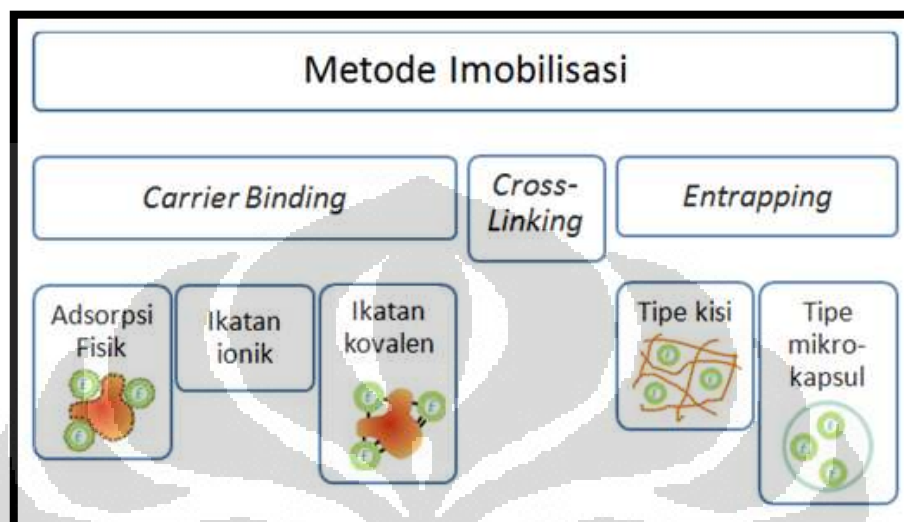 Metode Imobilisasi
Carrier Binding
Cross-
Linking
Entrapping
Adsorpsi
Fisik
Ikatan
ionik
Ikatan
kovalen
Tipe kisi
Tipe
mikro-
kapsul